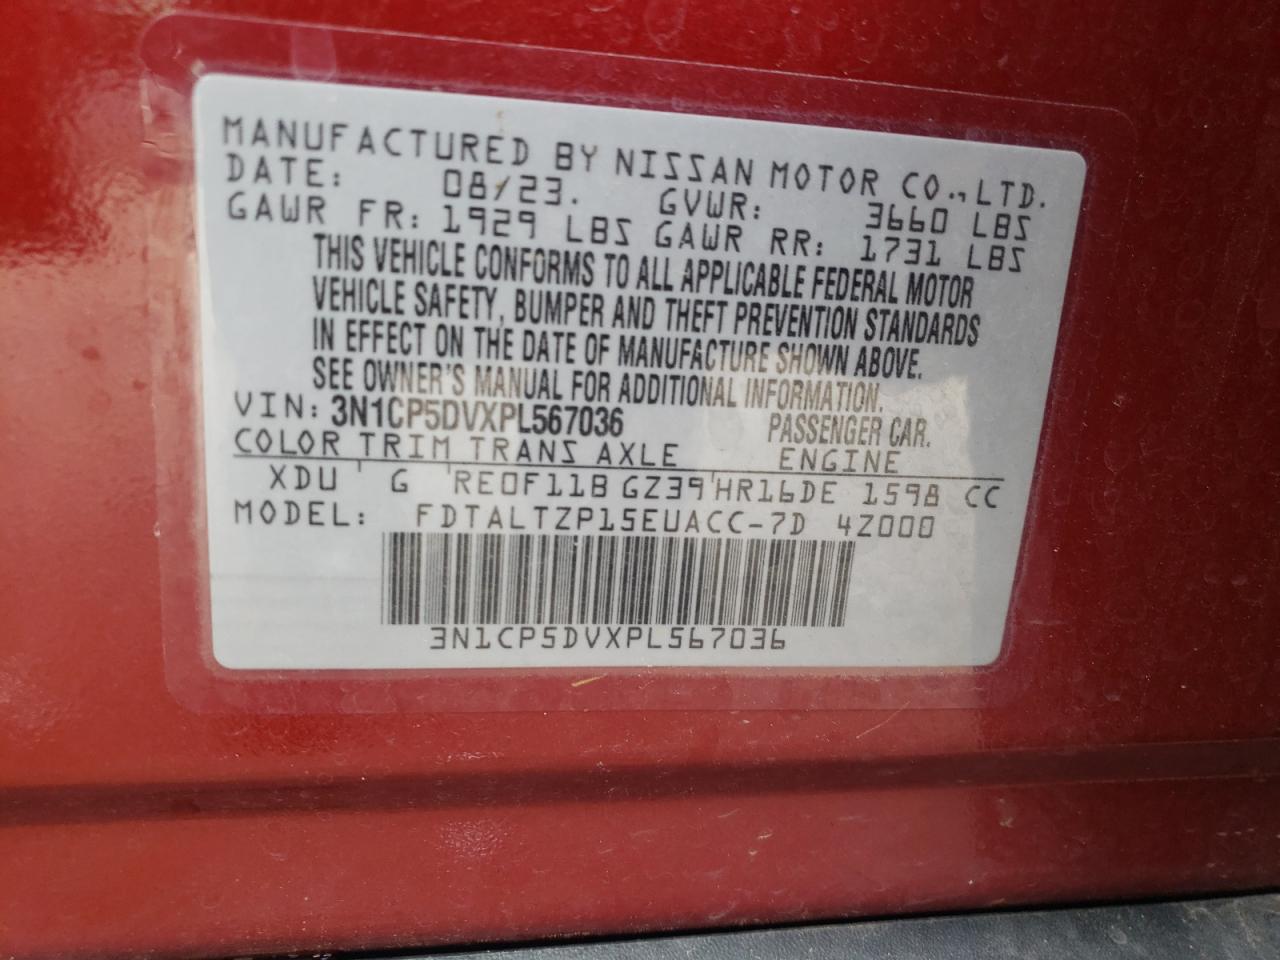 MANUFACTURED BY NISSAN MOTOR CO.,LTD.
DATE: 08/23. GVWR: 3660 LBS
GAWR FR: 1929 LBS GAWR RR: 1731 LBS
THIS VEHICLE CONFORMS TO ALL APPLICABLE FEDERAL MOTOR
VEHICLE SAFETY, BUMPER AND THEFT PREVENTION STANDARDS
IN EFFECT ON THE DATE OF MANUFACTURE SHOWN ABOVE.
SEE OWNER'S MANUAL FOR ADDITIONAL INFORMATION.
VIN: 3N1CP5DVXPL567036 PASSENGER CAR.
COLOR TRIM TRANS AXLE ENGINE
XDU G RE0F11B GZ39 HR16DE 1598 CC
MODEL: FDTALTZP15EUACC-7D 4Z000
3N1CP5DVXPL567036